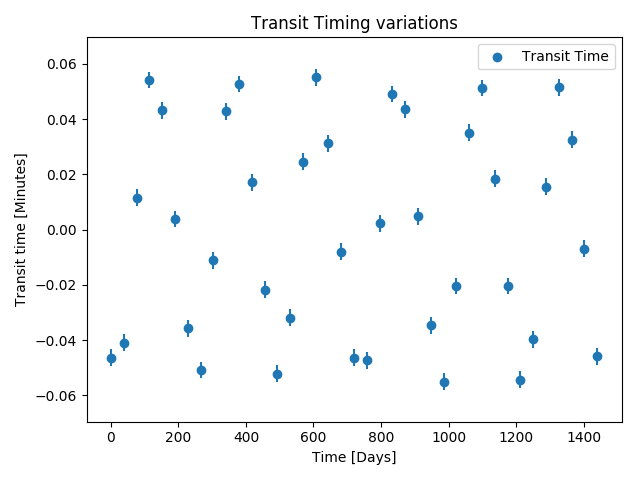 Transit Timing variations
Transit Time
0.06
0.04
0.02
0.00
−0.02
−0.04
−0.06
Transit time [Minutes]
0 200 400 600 800 1000 1200 1400
Time [Days]